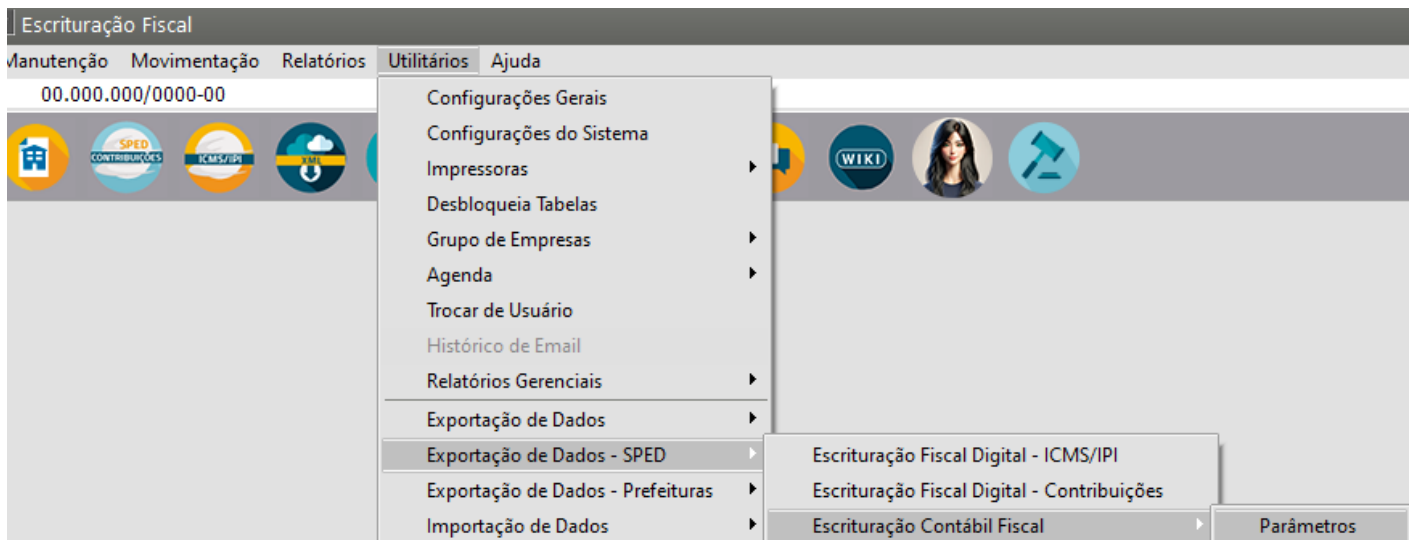 Escrituração Fiscal
Manutenção Movimentação Relatórios Utilitários Ajuda
00.000.000/0000-00
SPED
CONTRIBUIÇÕES
ICMS/IPI
XML
WIKI
Configurações Gerais
Configurações do Sistema
Impressoras
Desbloqueia Tabelas
Grupo de Empresas
Agenda
Trocar de Usuário
Histórico de Email
Relatórios Gerenciais
Exportação de Dados
Exportação de Dados - SPED
Exportação de Dados - Prefeituras
Importação de Dados
Escrituração Fiscal Digital - ICMS/IPI
Escrituração Fiscal Digital - Contribuições
Escrituração Contábil Fiscal
Parâmetros